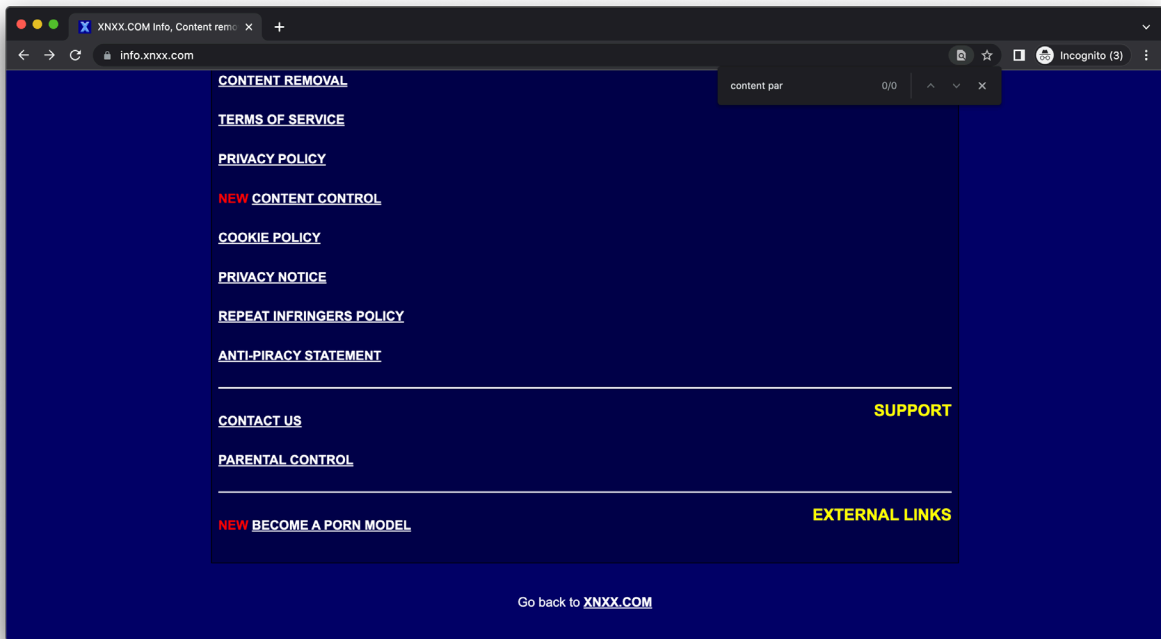 XNXX.COM Info, Content remo
info.xnxx.com
Incognito (3)
content par
0/0
CONTENT REMOVAL
TERMS OF SERVICE
PRIVACY POLICY
NEW CONTENT CONTROL
COOKIE POLICY
PRIVACY NOTICE
REPEAT INFRINGERS POLICY
ANTI-PIRACY STATEMENT
SUPPORT
CONTACT US
PARENTAL CONTROL
EXTERNAL LINKS
NEW BECOME A PORN MODEL
Go back to XNXX.COM